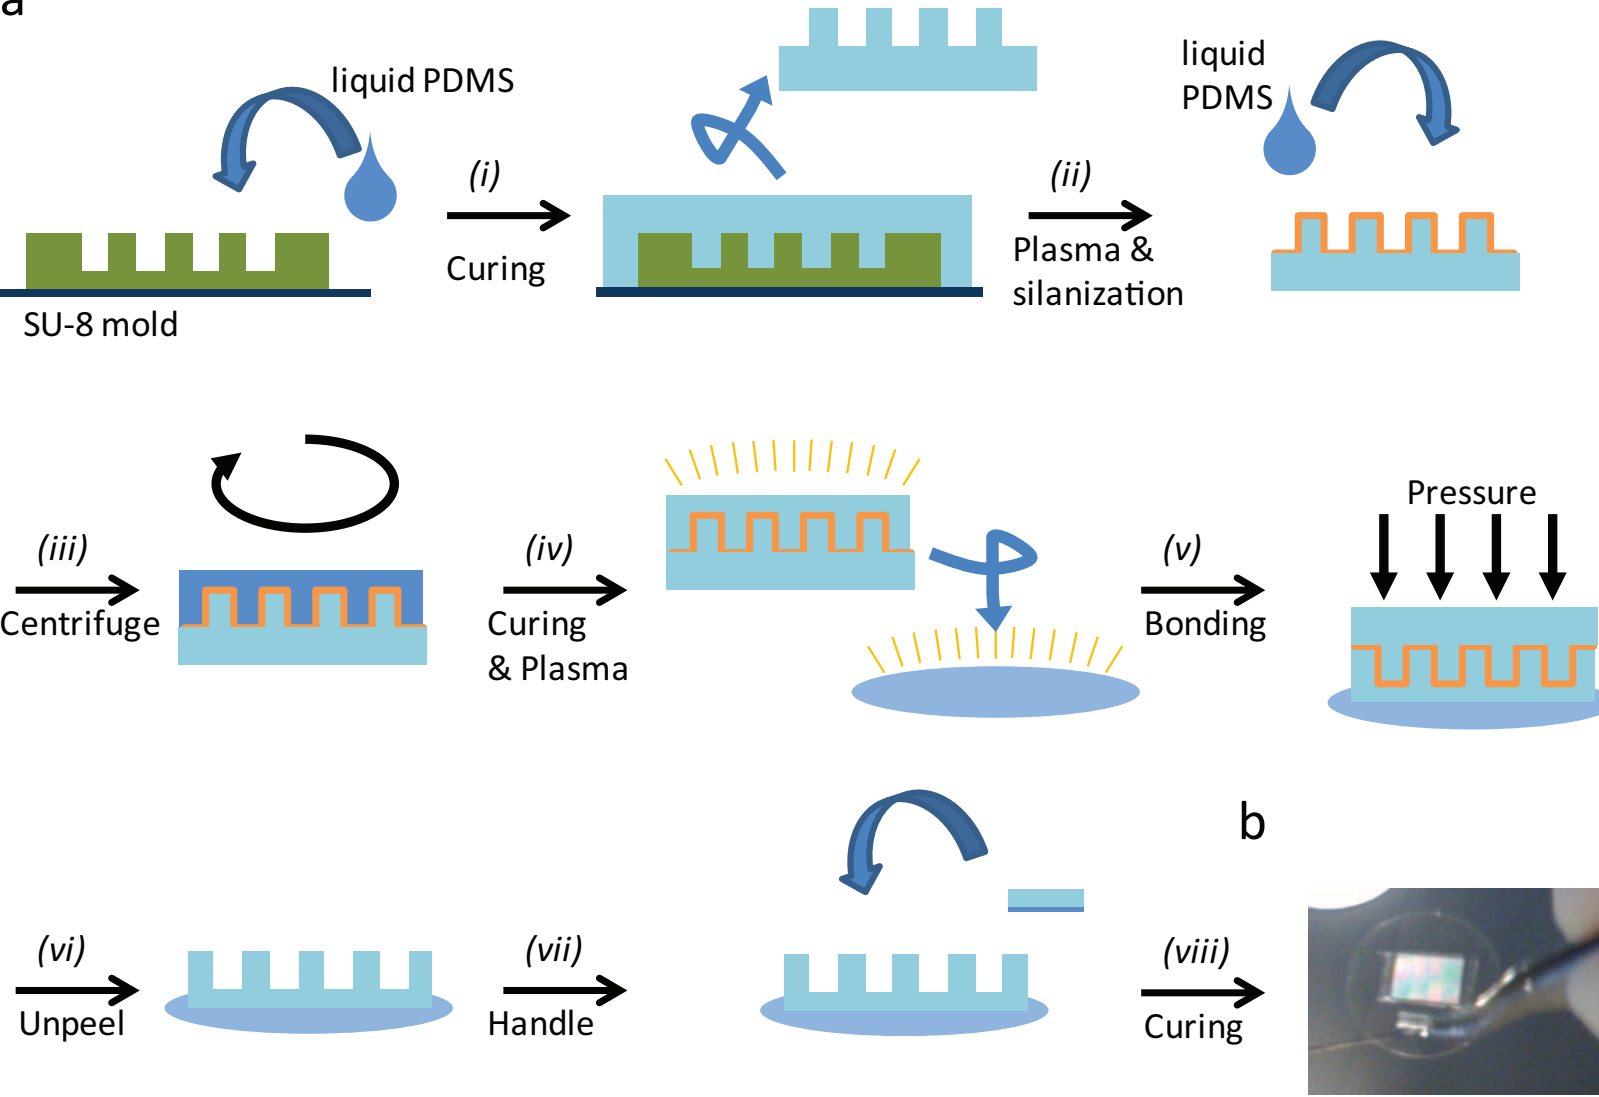 a
liquid PDMS
(i)
Curing
SU-8 mold
(ii)
Plasma &
silanization
liquid
PDMS
(iii)
Centrifuge
(iv)
Curing
& Plasma
(v)
Bonding
Pressure
(vi)
Unpeel
(vii)
Handle
(viii)
Curing
b